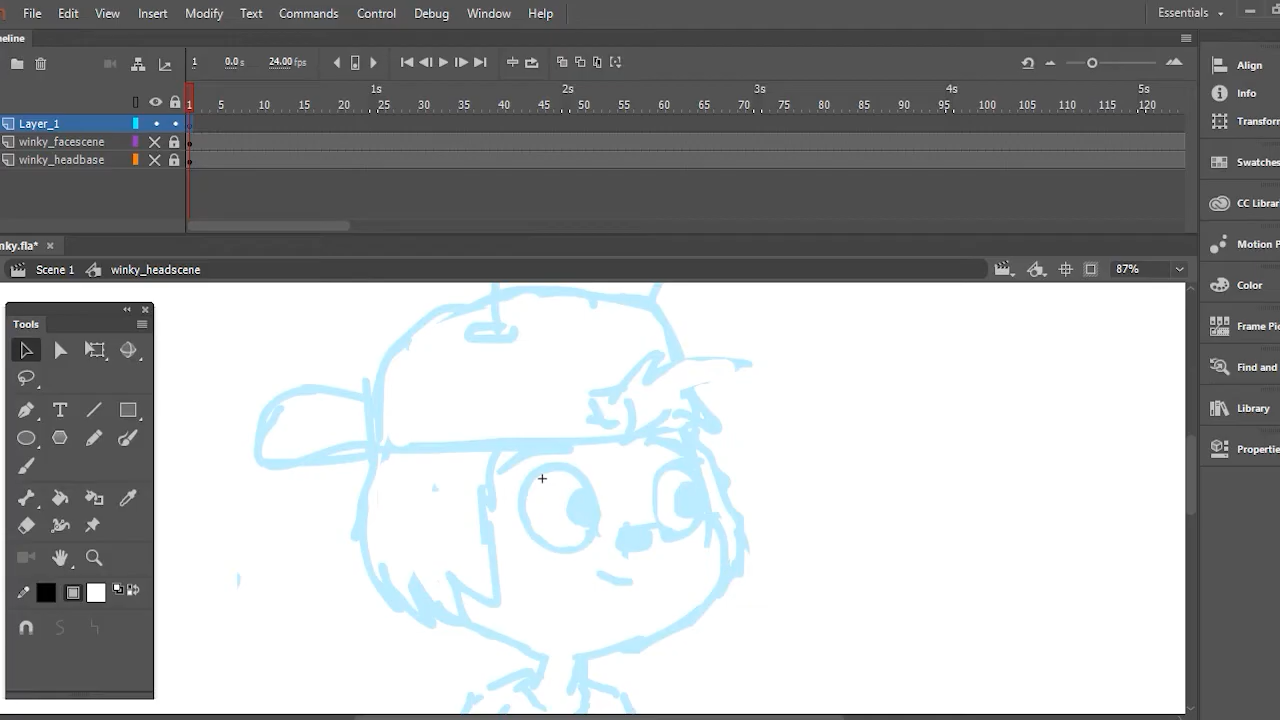 File Edit View Insert Modify Text Commands Control Debug Window Help Essentials
eline
1 0.0 s 24.00 fps
1s 2s 3s 4s 5s
1 5 10 15 20 25 30 35 40 45 50 55 60 65 70 75 80 85 90 95 100 105 110 115 120
Layer_1
winky_facescene
winky_headbase
nky.fla*
Scene 1 winky_headscene 87%
Tools
T
Align
Info
Transform
Swatches
CC Librar
Motion P
Color
Frame Pic
Find and
Library
Propertie